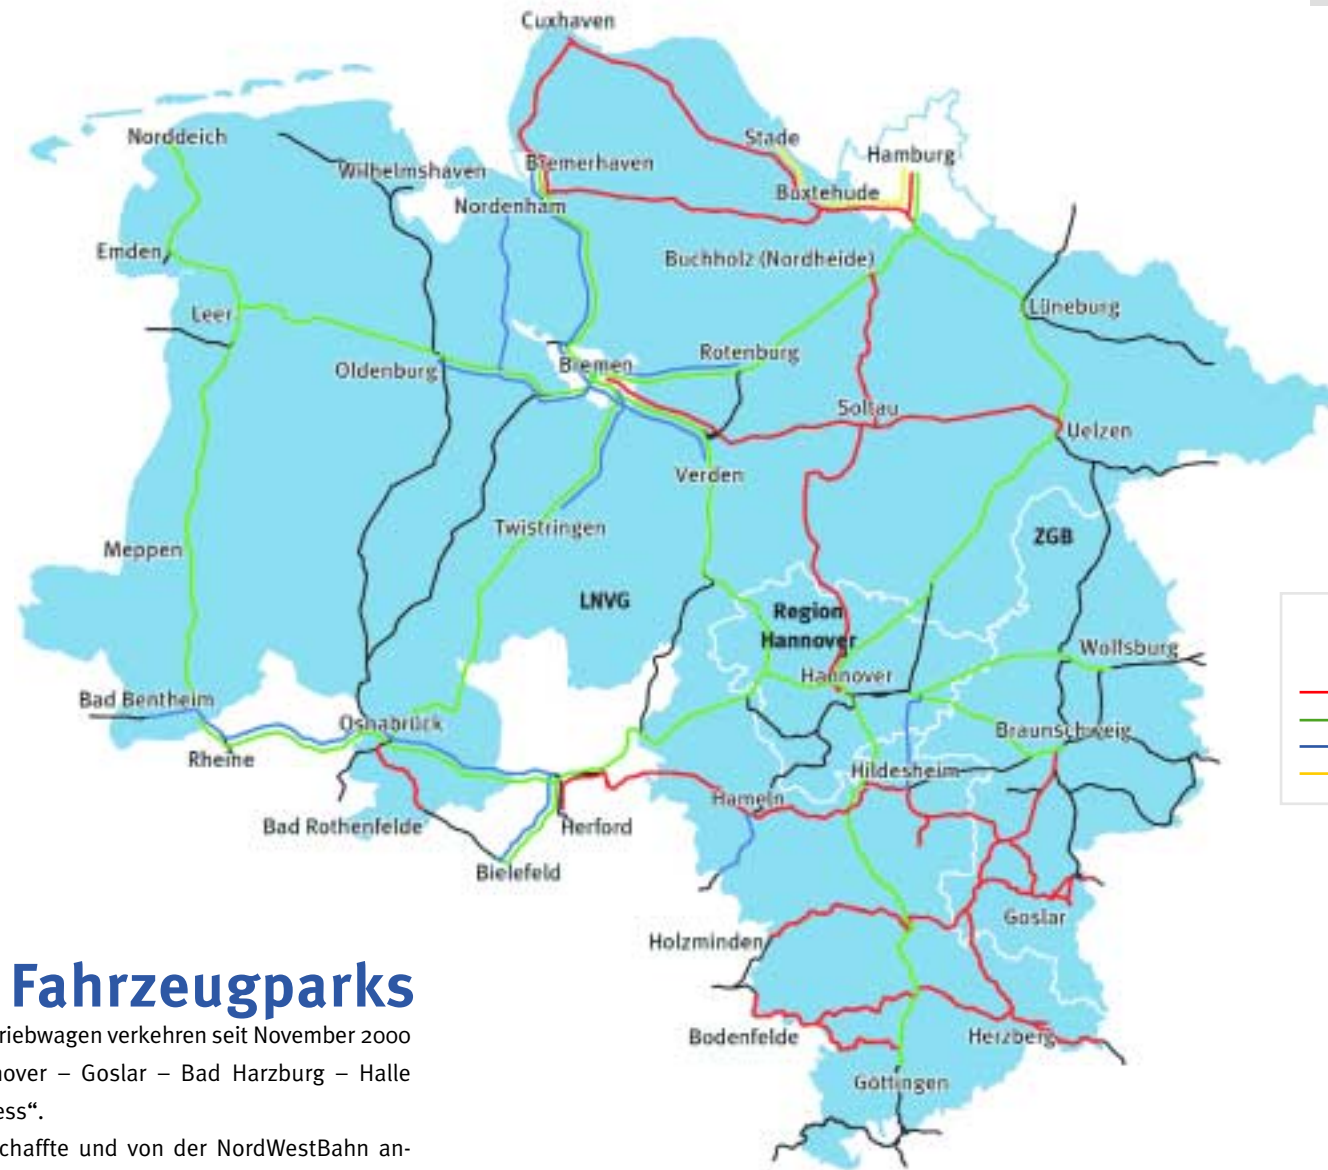 Cuxhaven
Norddeich
Stade
Hamburg
Wilhelmshaven
Bremerhaven
Nordenham
Buxtehude
Emden
Buchholz (Nordheide)
Leer
Lüneburg
Oldenburg
Bremen
Rotenburg
Soltau
Uelzen
Verden
Twistringen
ZGB
Meppen
LNVG
Region
Hannover
Wolfsburg
Hannover
Bad Bentheim
Osnabrück
Braunschweig
Rheine
Hildesheim
Hameln
Bad Rothenfelde
Herford
Bielefeld
Goslar
Holzminden
Bodenfelde
Herzberg
Göttingen
Fahrzeugparks
riebwagen verkehren seit November 2000
nover – Goslar – Bad Harzburg – Halle
ess“.
schaffte und von der NordWestBahn an-